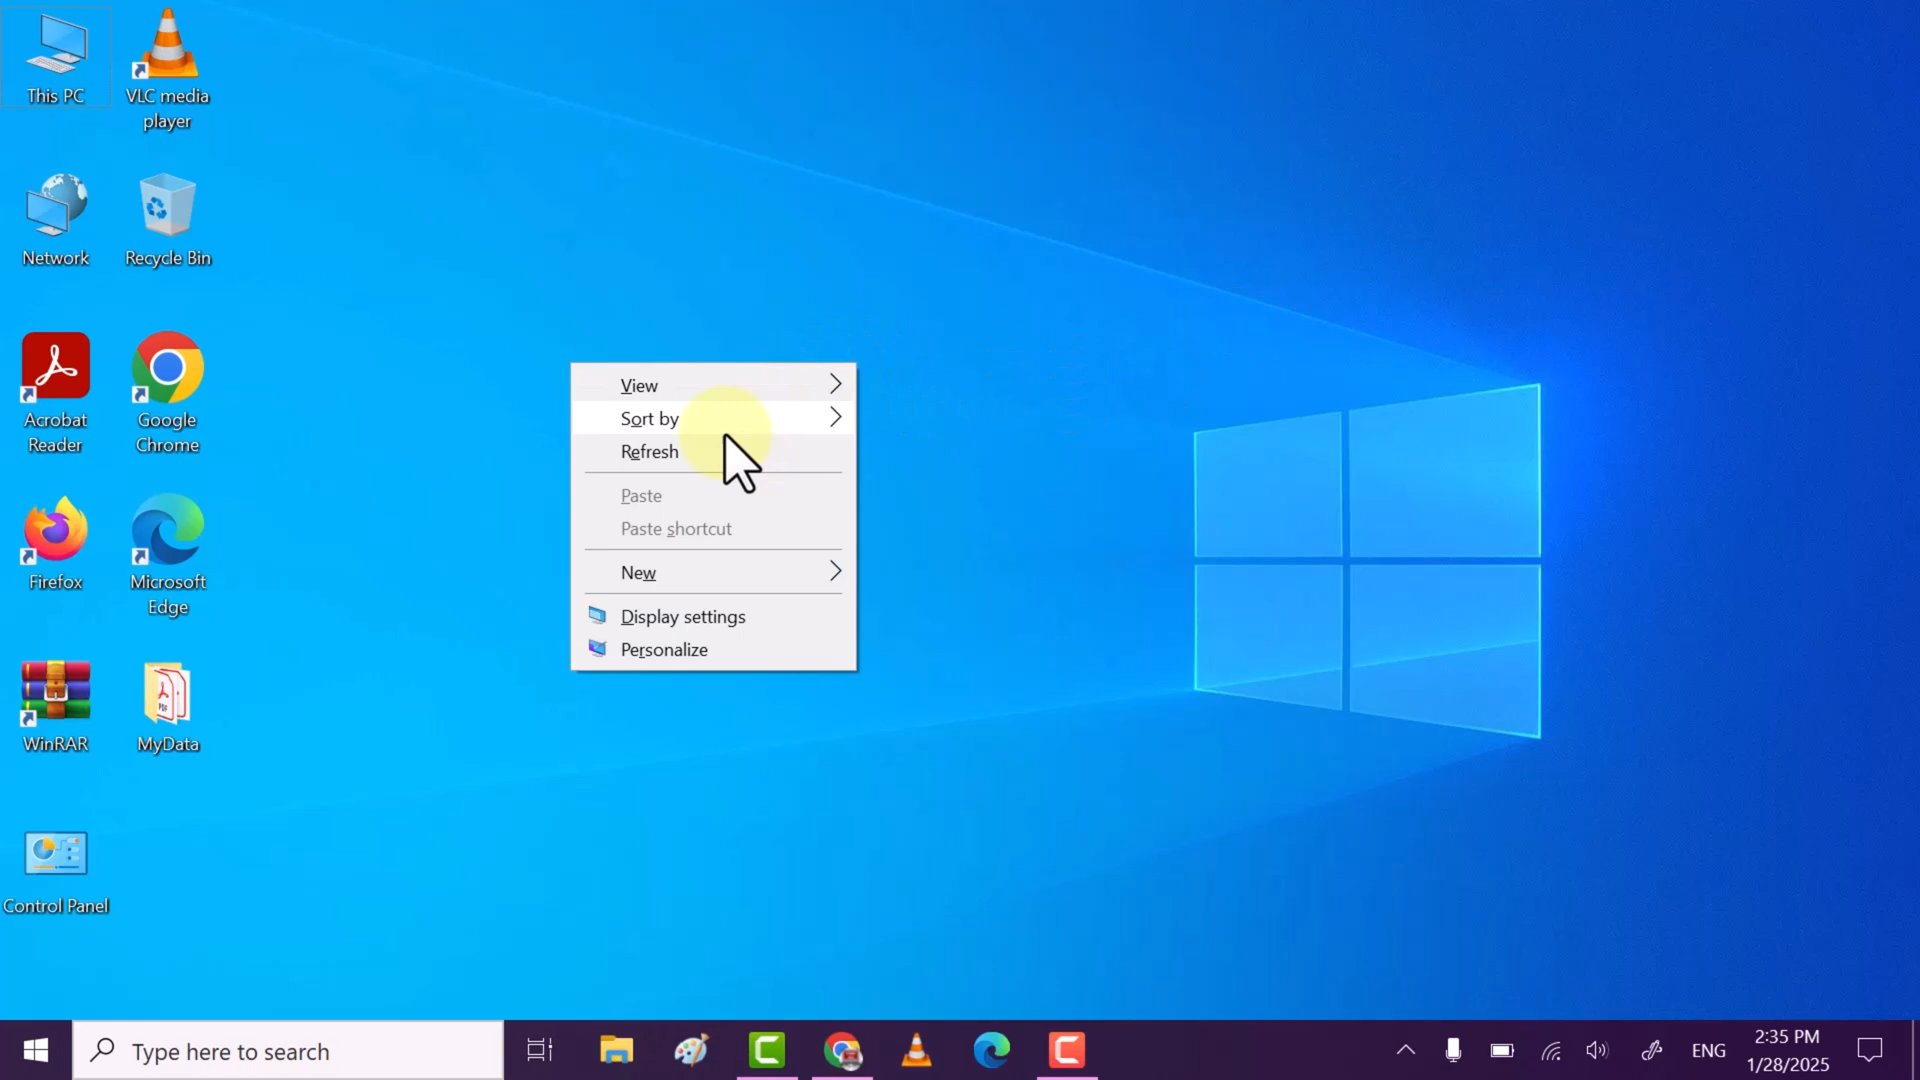 This PC
VLC media
player
Network
Recycle Bin
Acrobat
Reader
Google
Chrome
Firefox
Microsoft
Edge
WinRAR
PDF
MyData
Control Panel
View
Sort by
Refresh
Paste
Paste shortcut
New
Display settings
Personalize
Type here to search
ENG
2:35 PM
1/28/2025